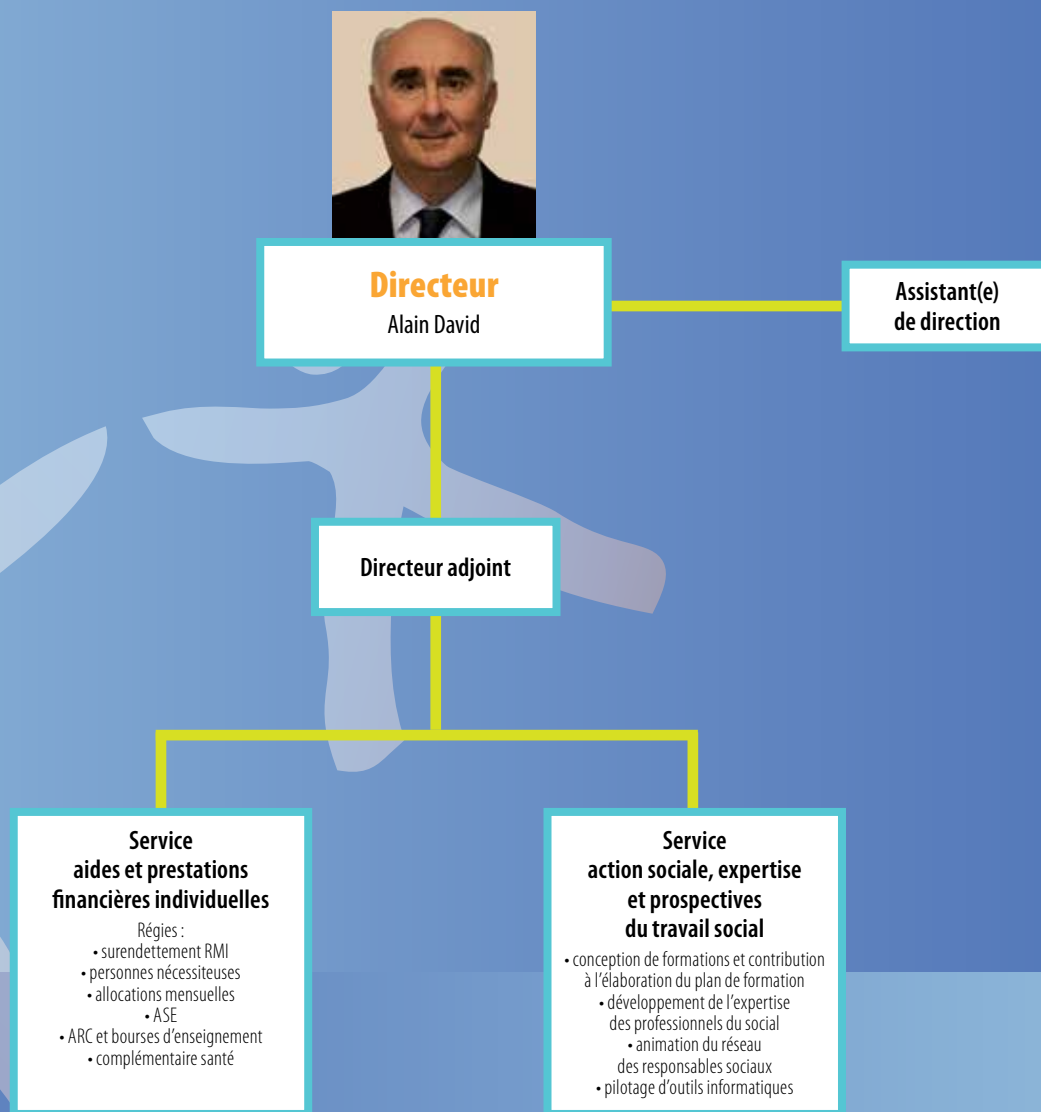 Directeur
Alain David
Assistant(e)
de direction
Directeur adjoint
Service
aides et prestations
financières individuelles
Régies :
• surendettement RMI
• personnes nécessiteuses
• allocations mensuelles
• ASE
• ARC et bourses d'enseignement
• complémentaire santé
Service
action sociale, expertise
et prospectives
du travail social
• conception de formations et contribution
à l'élaboration du plan de formation
• développement de l'expertise
des professionnels du social
• animation du réseau
des responsables sociaux
• pilotage d'outils informatiques